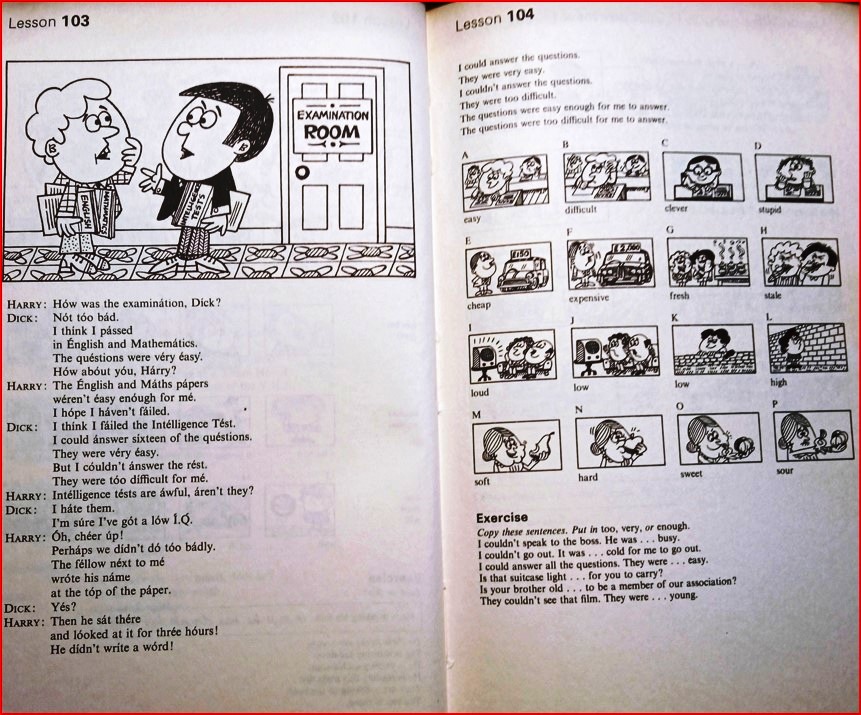 Lesson 103
EXAMINATION
ROOM
ENGLISH
MATHEMATICS
INTELLIGENCE
TESTS
HARRY: Hów was the examinátion, Dick?
DICK: Nót tóo bád.
I think I pássed
in Énglish and Mathemátics.
The quéstions were véry éasy.
Hów about yóu, Hárry?
HARRY: The Énglish and Máths pápers
wéren't éasy enóugh for mé.
I hópe I háven't fáiled.
DICK: I think I fáiled the Intélligence Tést.
I could ánswer síxteen of the quéstions.
They were véry éasy.
But I cóuldn't ánswer the rést.
They were tóo difficult for mé.
HARRY: Intélligence tésts are áwful, áren't they?
DICK: I háte them.
I'm súre I've gót a lów I.Q.
HARRY: Óh, chéer úp!
Perháps we dídn't dó tóo bádly.
The féllow néxt to mé
wróte his náme
at the tóp of the páper.
DICK: Yés?
HARRY: Then he sát thére
and lóoked at it for thrée hóurs!
He dídn't wríte a wórd!
Lesson 104
I could answer the questions.
They were very easy.
I couldn't answer the questions.
They were too difficult.
The questions were easy enough for me to answer.
The questions were too difficult for me to answer.
A B C D
easy difficult clever stupid
E F G H
£150 £2,500
cheap expensive fresh stale
I J K L
loud low low high
M N O P
soft hard sweet sour
Exercise
Copy these sentences. Put in too, very, or enough.
I couldn't speak to the boss. He was . . . busy.
I couldn't go out. It was . . . cold for me to go out.
I could answer all the questions. They were . . . easy.
Is that suitcase light . . . for you to carry?
Is your brother old . . . to be a member of our association?
They couldn't see that film. They were . . . young.